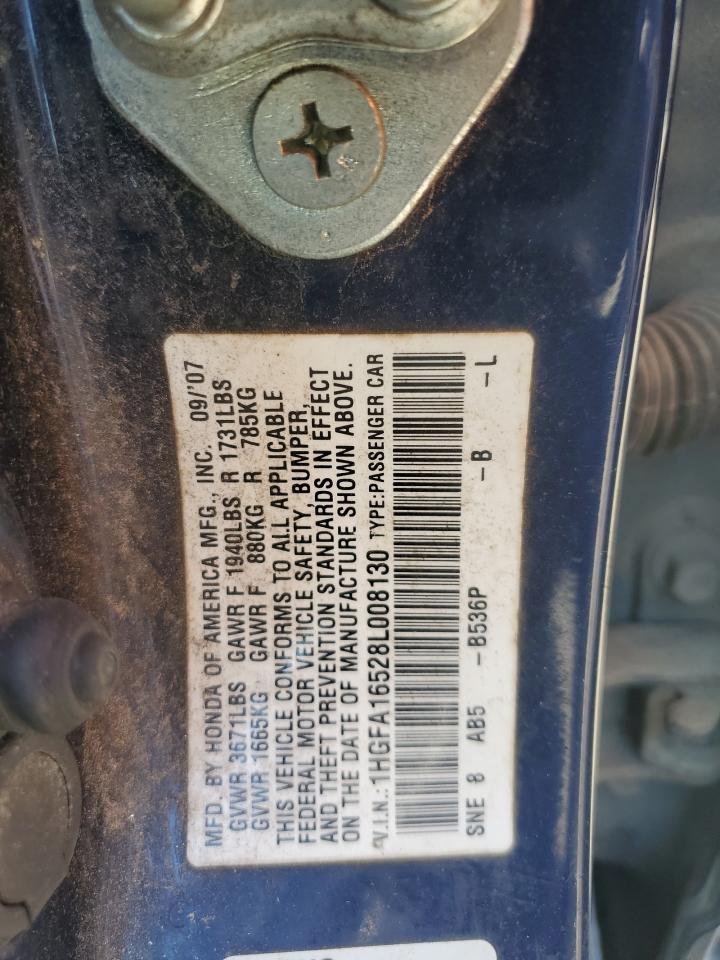 MFD. BY HONDA OF AMERICA MFG., INC. 09/'07
GVWR 3671LBS GAWR F 1940LBS R 1731LBS
GVWR 1665KG GAWR F 880KG R 785KG
THIS VEHICLE CONFORMS TO ALL APPLICABLE
FEDERAL MOTOR VEHICLE SAFETY, BUMPER,
AND THEFT PREVENTION STANDARDS IN EFFECT
ON THE DATE OF MANUFACTURE SHOWN ABOVE.
V.I.N.:1HGFA16528L008130 TYPE:PASSENGER CAR
SNE 8 AB5 -B536P -B -L